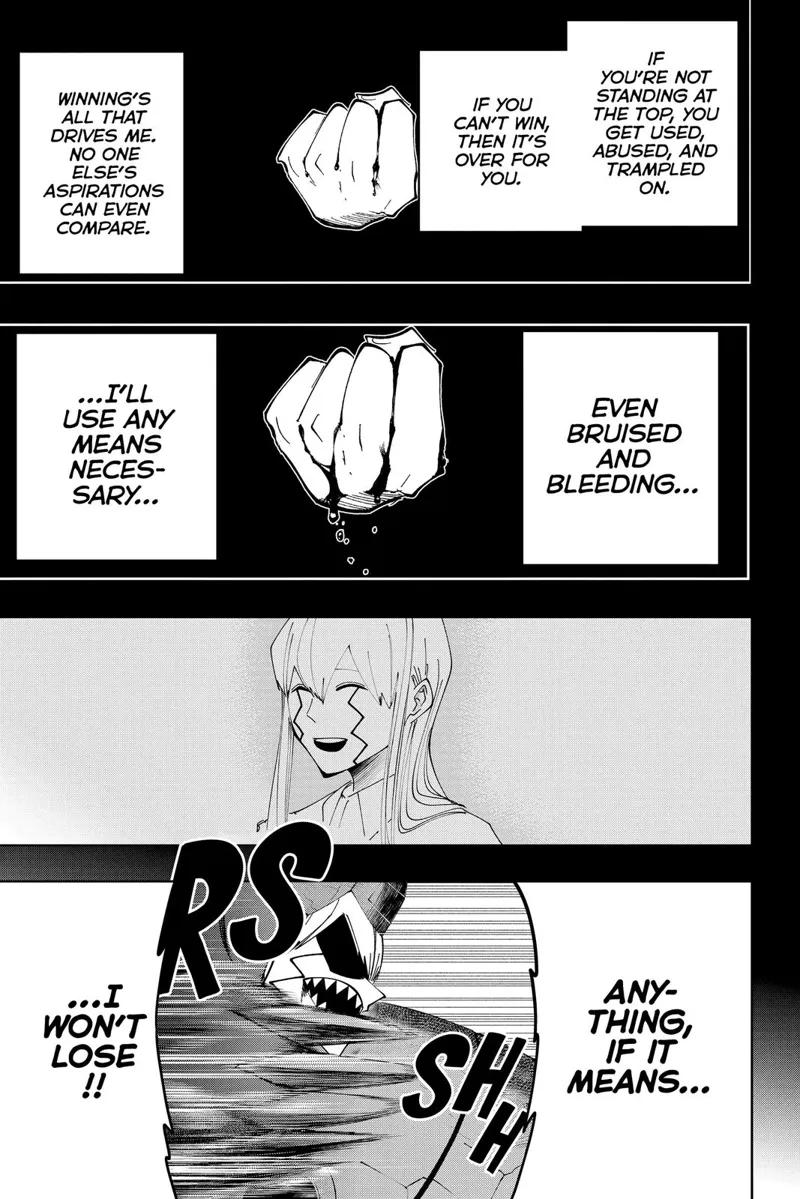 IF
YOU'RE NOT
STANDING AT
THE TOP, YOU
GET USED,
ABUSED, AND
TRAMPLED
ON.
IF YOU
CAN'T WIN,
THEN IT'S
OVER FOR
YOU.
WINNING'S
ALL THAT
DRIVES ME.
NO ONE
ELSE'S
ASPIRATIONS
CAN EVEN
COMPARE.
EVEN
BRUISED
AND
BLEEDING...
...I'LL
USE ANY
MEANS
NECES-
SARY...
ANY-
THING,
IF IT
MEANS...
RS
SHH
...I
WON'T
LOSE
!!